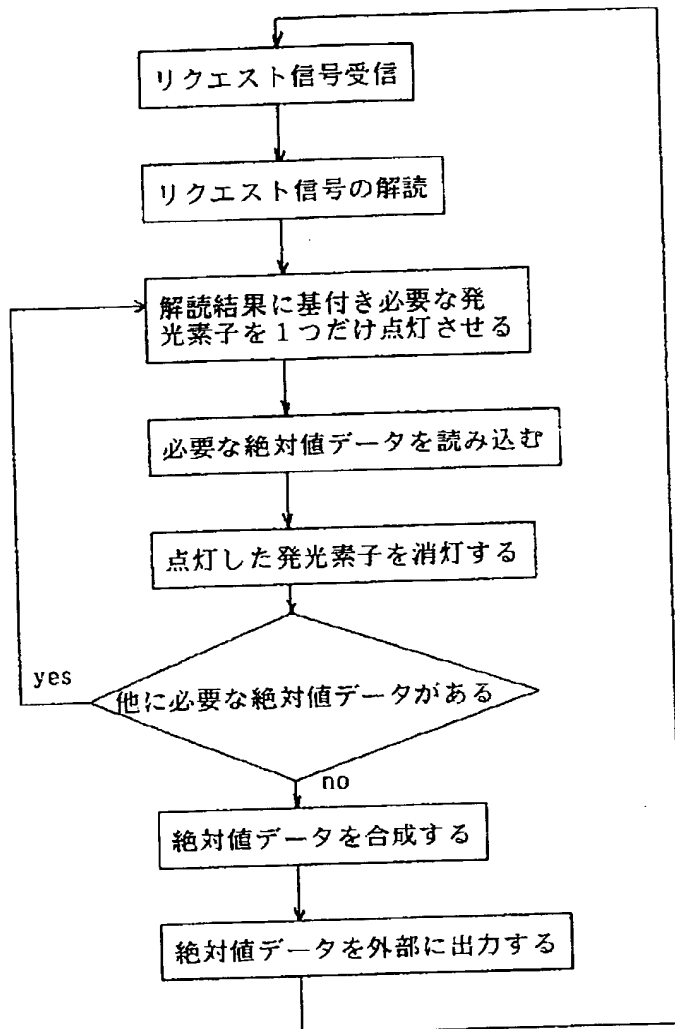 リクエスト信号受信
リクエスト信号の解読
解読結果に基付き必要な発
光素子を１つだけ点灯させる
必要な絶対値データを読み込む
点灯した発光素子を消灯する
yes
他に必要な絶対値データがある
no
絶対値データを合成する
絶対値データを外部に出力する